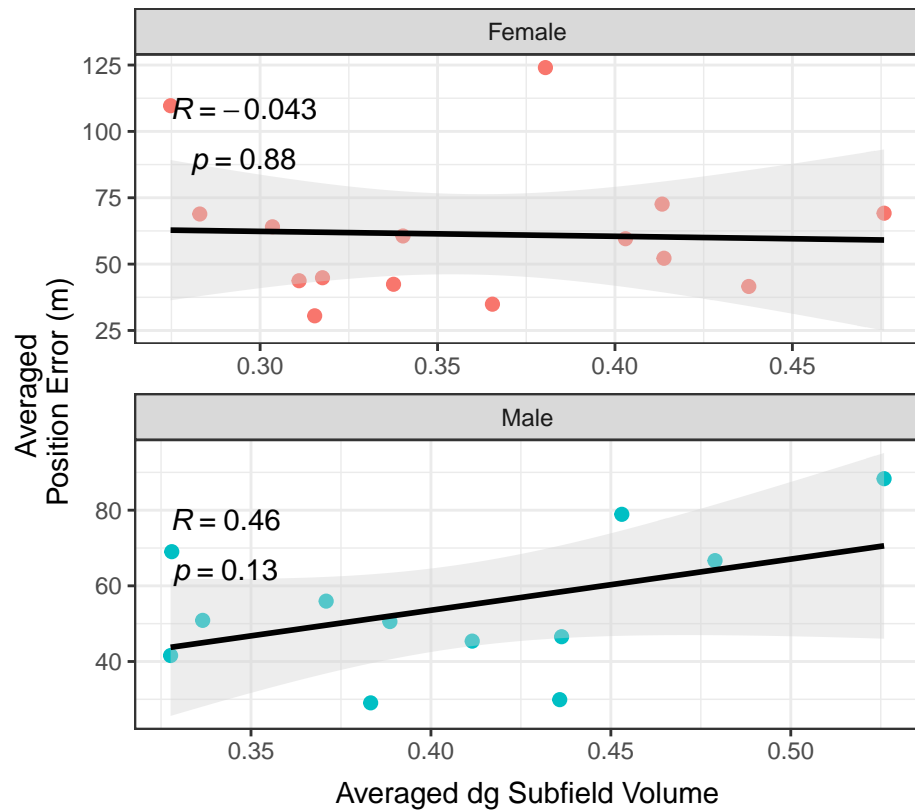 Female
125
100
75
50
25
R = −0.043
p = 0.88
0.30 0.35 0.40 0.45
Averaged
Position Error (m)
Male
80
60
40
R = 0.46
p = 0.13
0.35 0.40 0.45 0.50
Averaged dg Subfield Volume